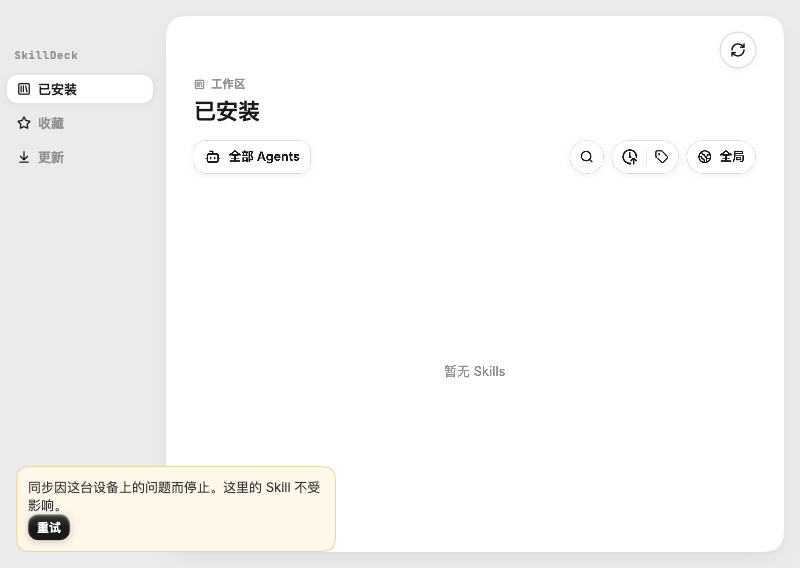 SkillDeck
已安装
收藏
更新
工作区
已安装
全部 Agents
全局
暂无 Skills
同步因这台设备上的问题而停止。这里的 Skill 不受
影响。
重试